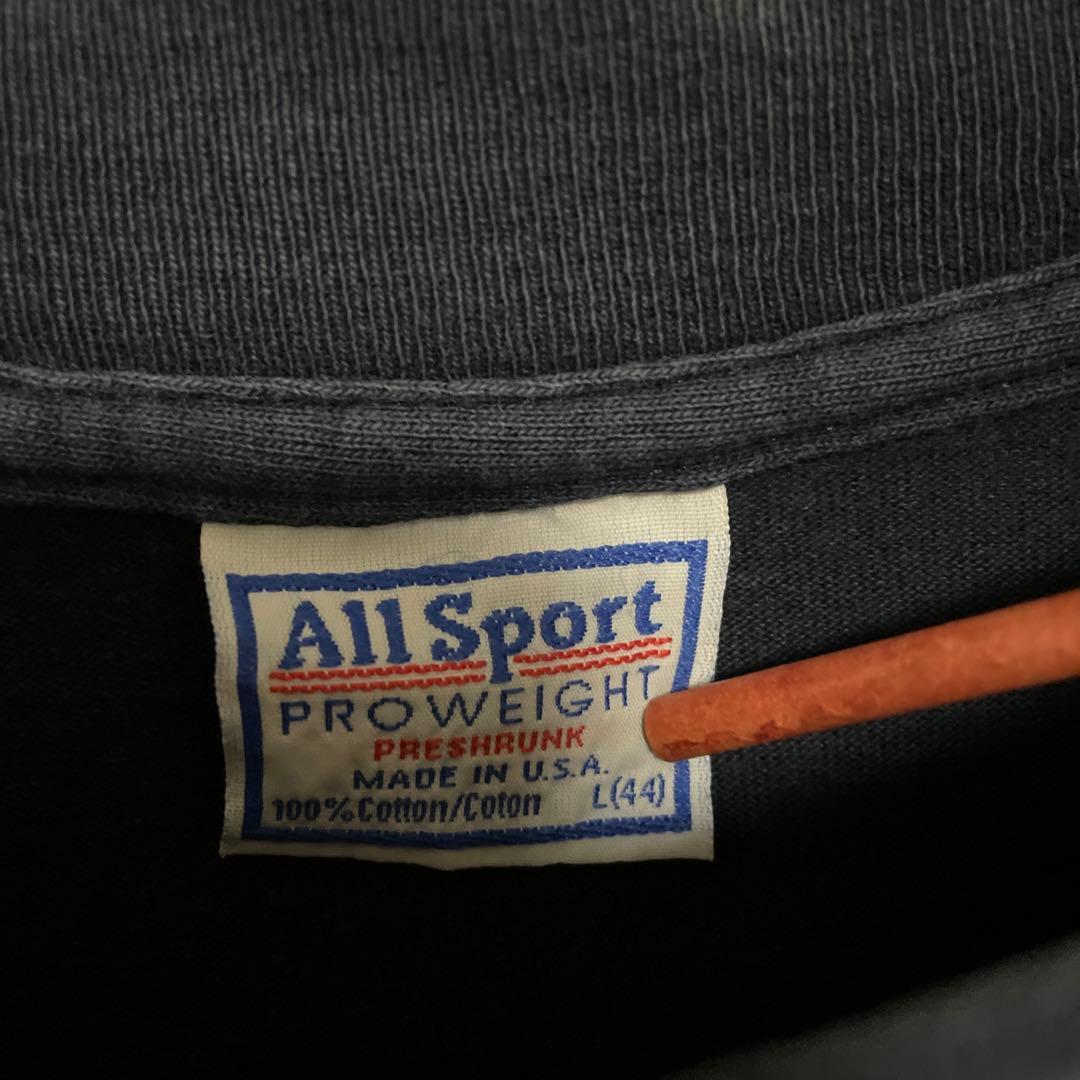 All Sport
PROWEIGHT
PRESHRUNK
MADE IN U.S.A.
100% Cotton/Coton L(44)